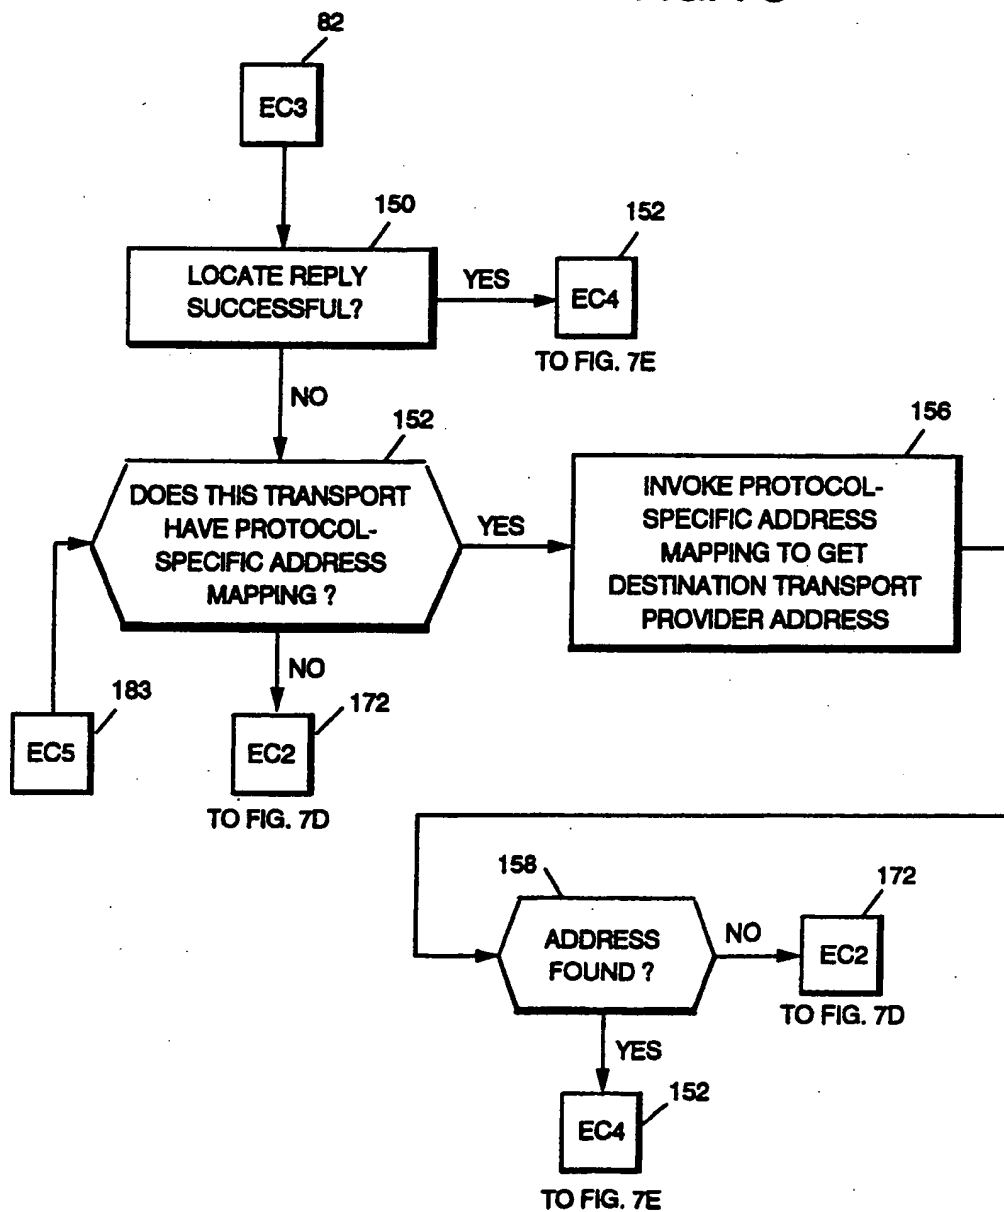 82
EC3
150
LOCATE REPLY
SUCCESSFUL?
YES
152
EC4
TO FIG. 7E
NO
152
DOES THIS TRANSPORT
HAVE PROTOCOL-
SPECIFIC ADDRESS
MAPPING ?
YES
156
INVOKE PROTOCOL-
SPECIFIC ADDRESS
MAPPING TO GET
DESTINATION TRANSPORT
PROVIDER ADDRESS
NO
183
EC5
172
EC2
TO FIG. 7D
158
ADDRESS
FOUND ?
NO
172
EC2
TO FIG. 7D
YES
152
EC4
TO FIG. 7E